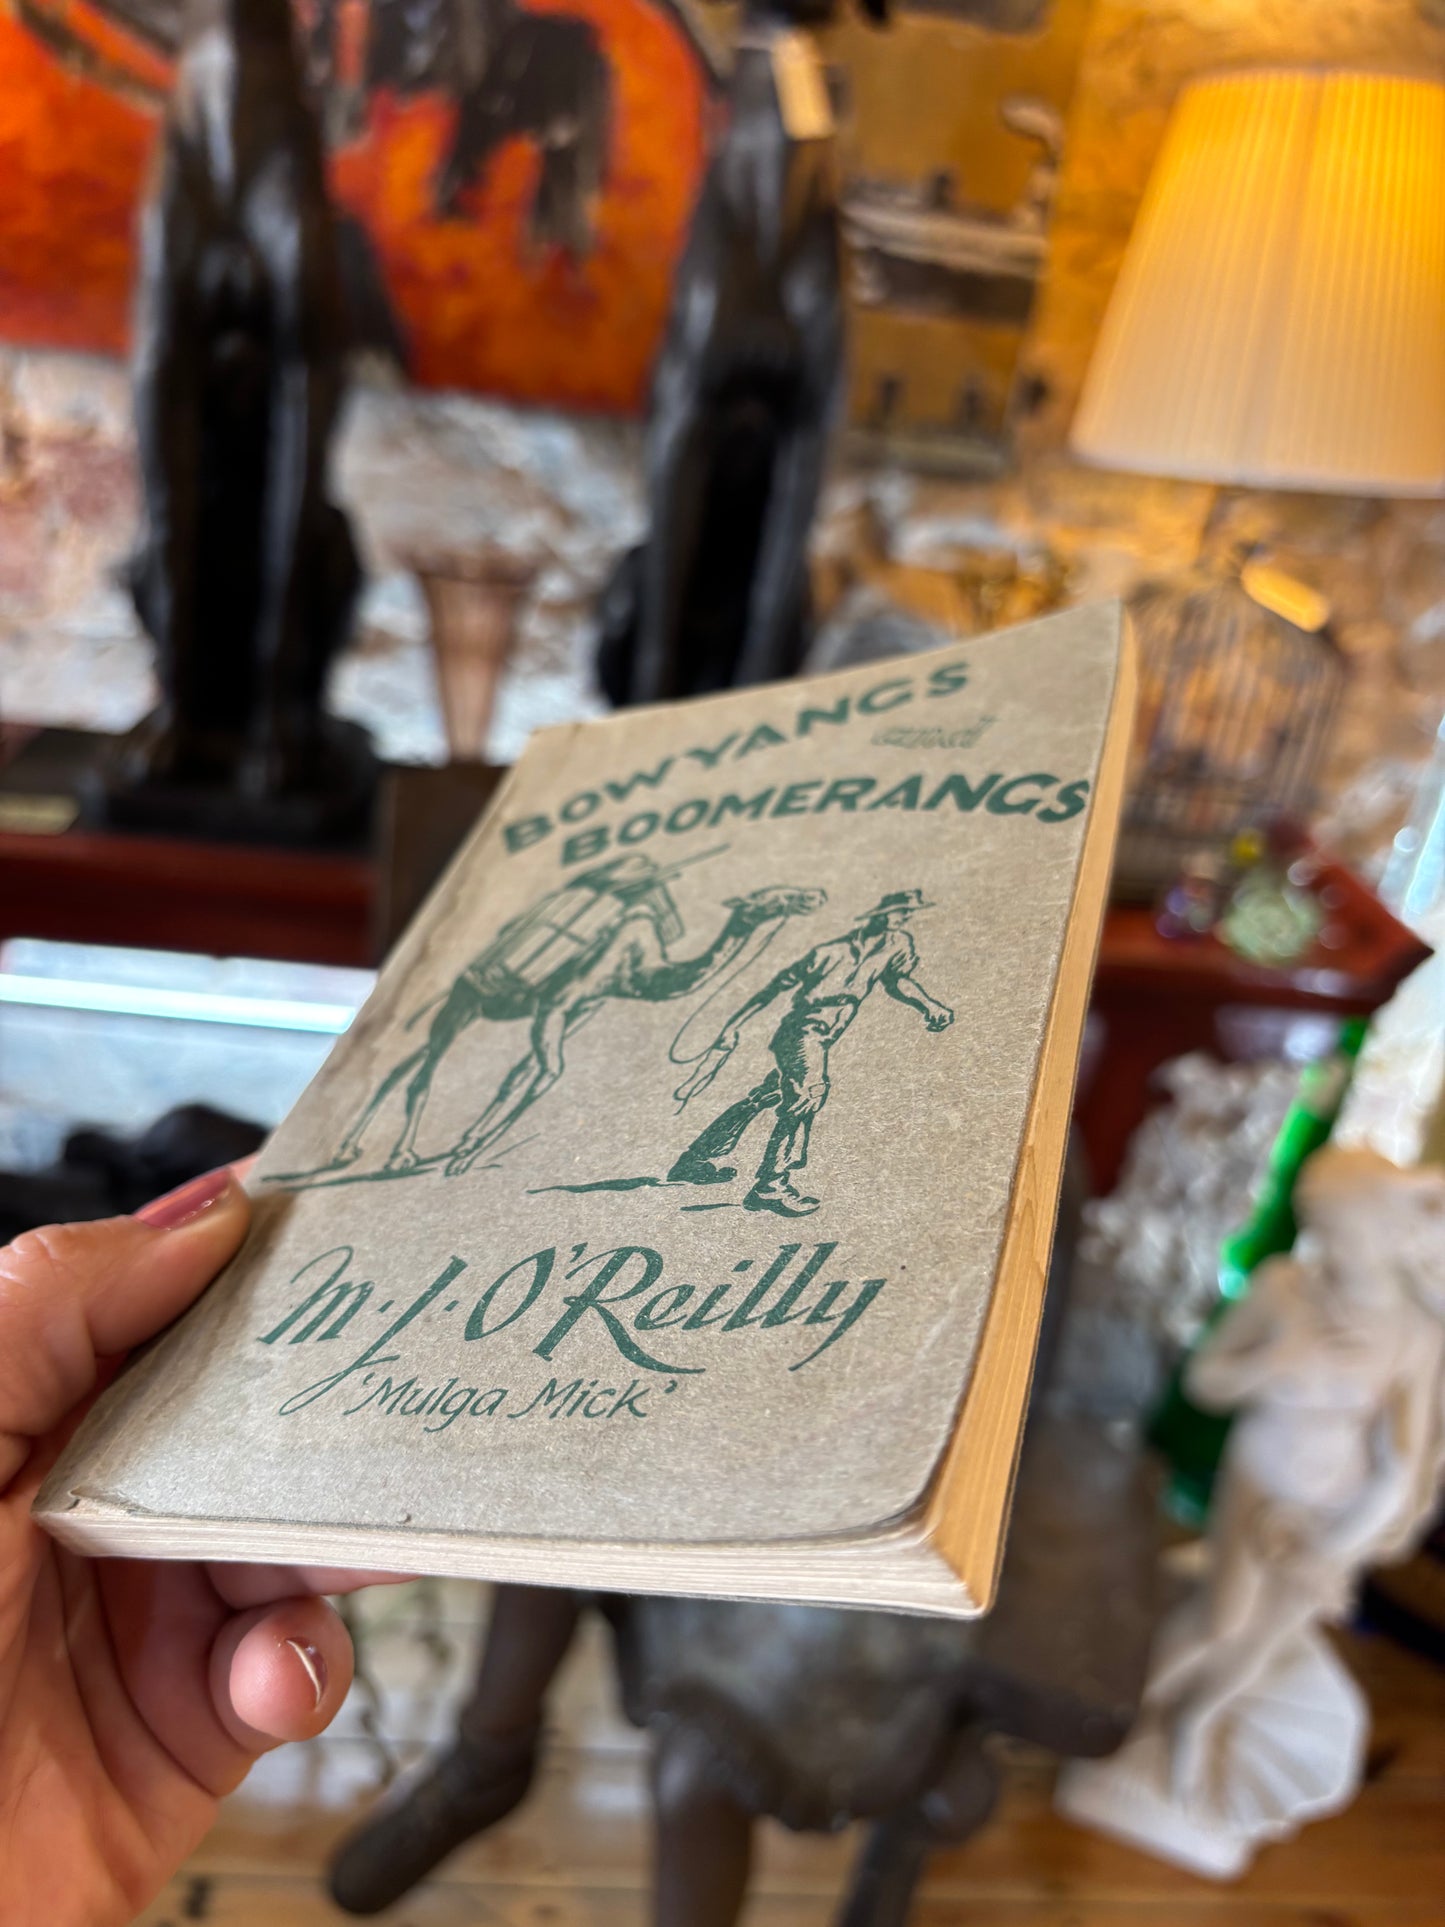 BOWYANGS
and
BOOMERANGS
M.J. O'Reilly
'Mulga Mick'